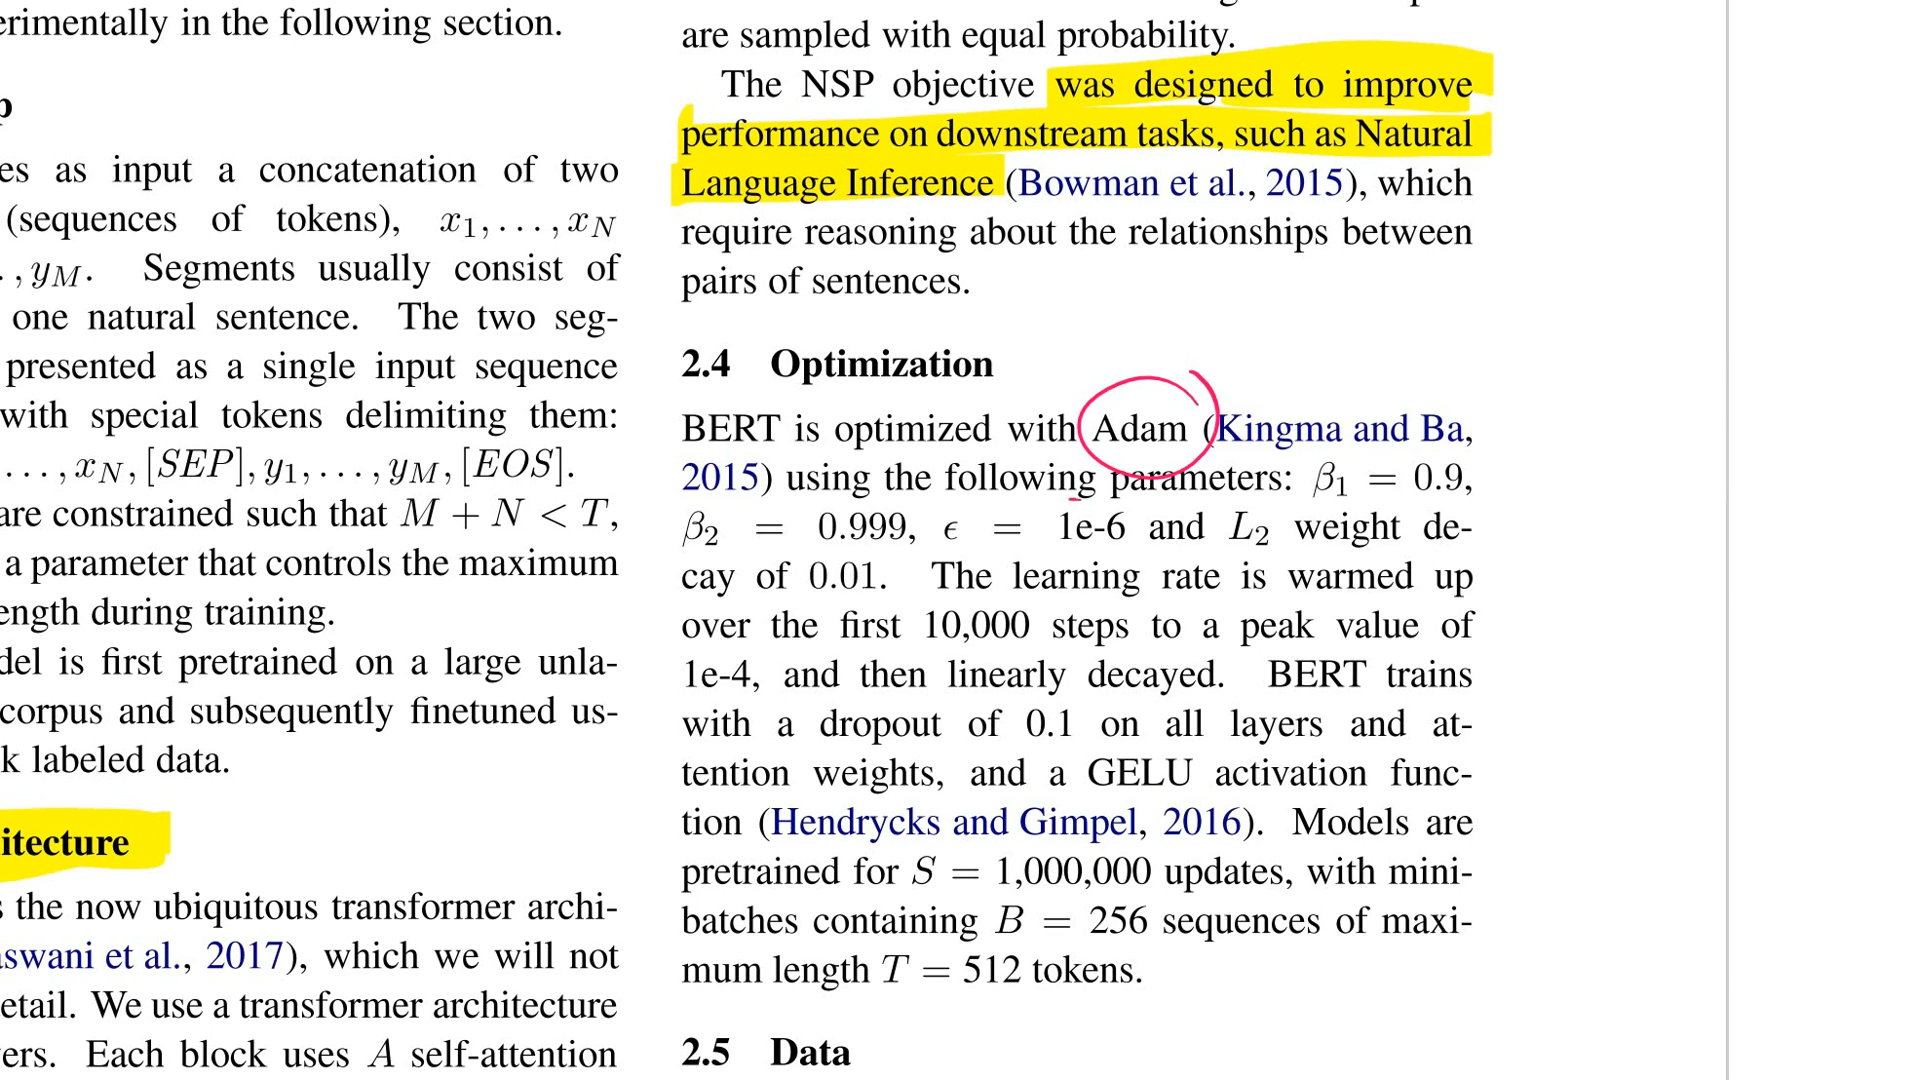 erimentally in the following section.
p
es as input a concatenation of two
(sequences of tokens), x1, . . . , xN
. , yM. Segments usually consist of
one natural sentence. The two seg-
presented as a single input sequence
with special tokens delimiting them:
. . . , xN, [SEP], y1, . . . , yM, [EOS].
are constrained such that M + N < T,
a parameter that controls the maximum
ength during training.
del is first pretrained on a large unla-
corpus and subsequently finetuned us-
k labeled data.
itecture
s the now ubiquitous transformer archi-
aswani et al., 2017), which we will not
etail. We use a transformer architecture
ers. Each block uses A self-attention
are sampled with equal probability.
The NSP objective was designed to improve
performance on downstream tasks, such as Natural
Language Inference (Bowman et al., 2015), which
require reasoning about the relationships between
pairs of sentences.
2.4 Optimization
BERT is optimized with Adam (Kingma and Ba,
2015) using the following parameters: β1 = 0.9,
β2 = 0.999, ϵ = 1e-6 and L2 weight de-
cay of 0.01. The learning rate is warmed up
over the first 10,000 steps to a peak value of
1e-4, and then linearly decayed. BERT trains
with a dropout of 0.1 on all layers and at-
tention weights, and a GELU activation func-
tion (Hendrycks and Gimpel, 2016). Models are
pretrained for S = 1,000,000 updates, with mini-
batches containing B = 256 sequences of maxi-
mum length T = 512 tokens.
2.5 Data